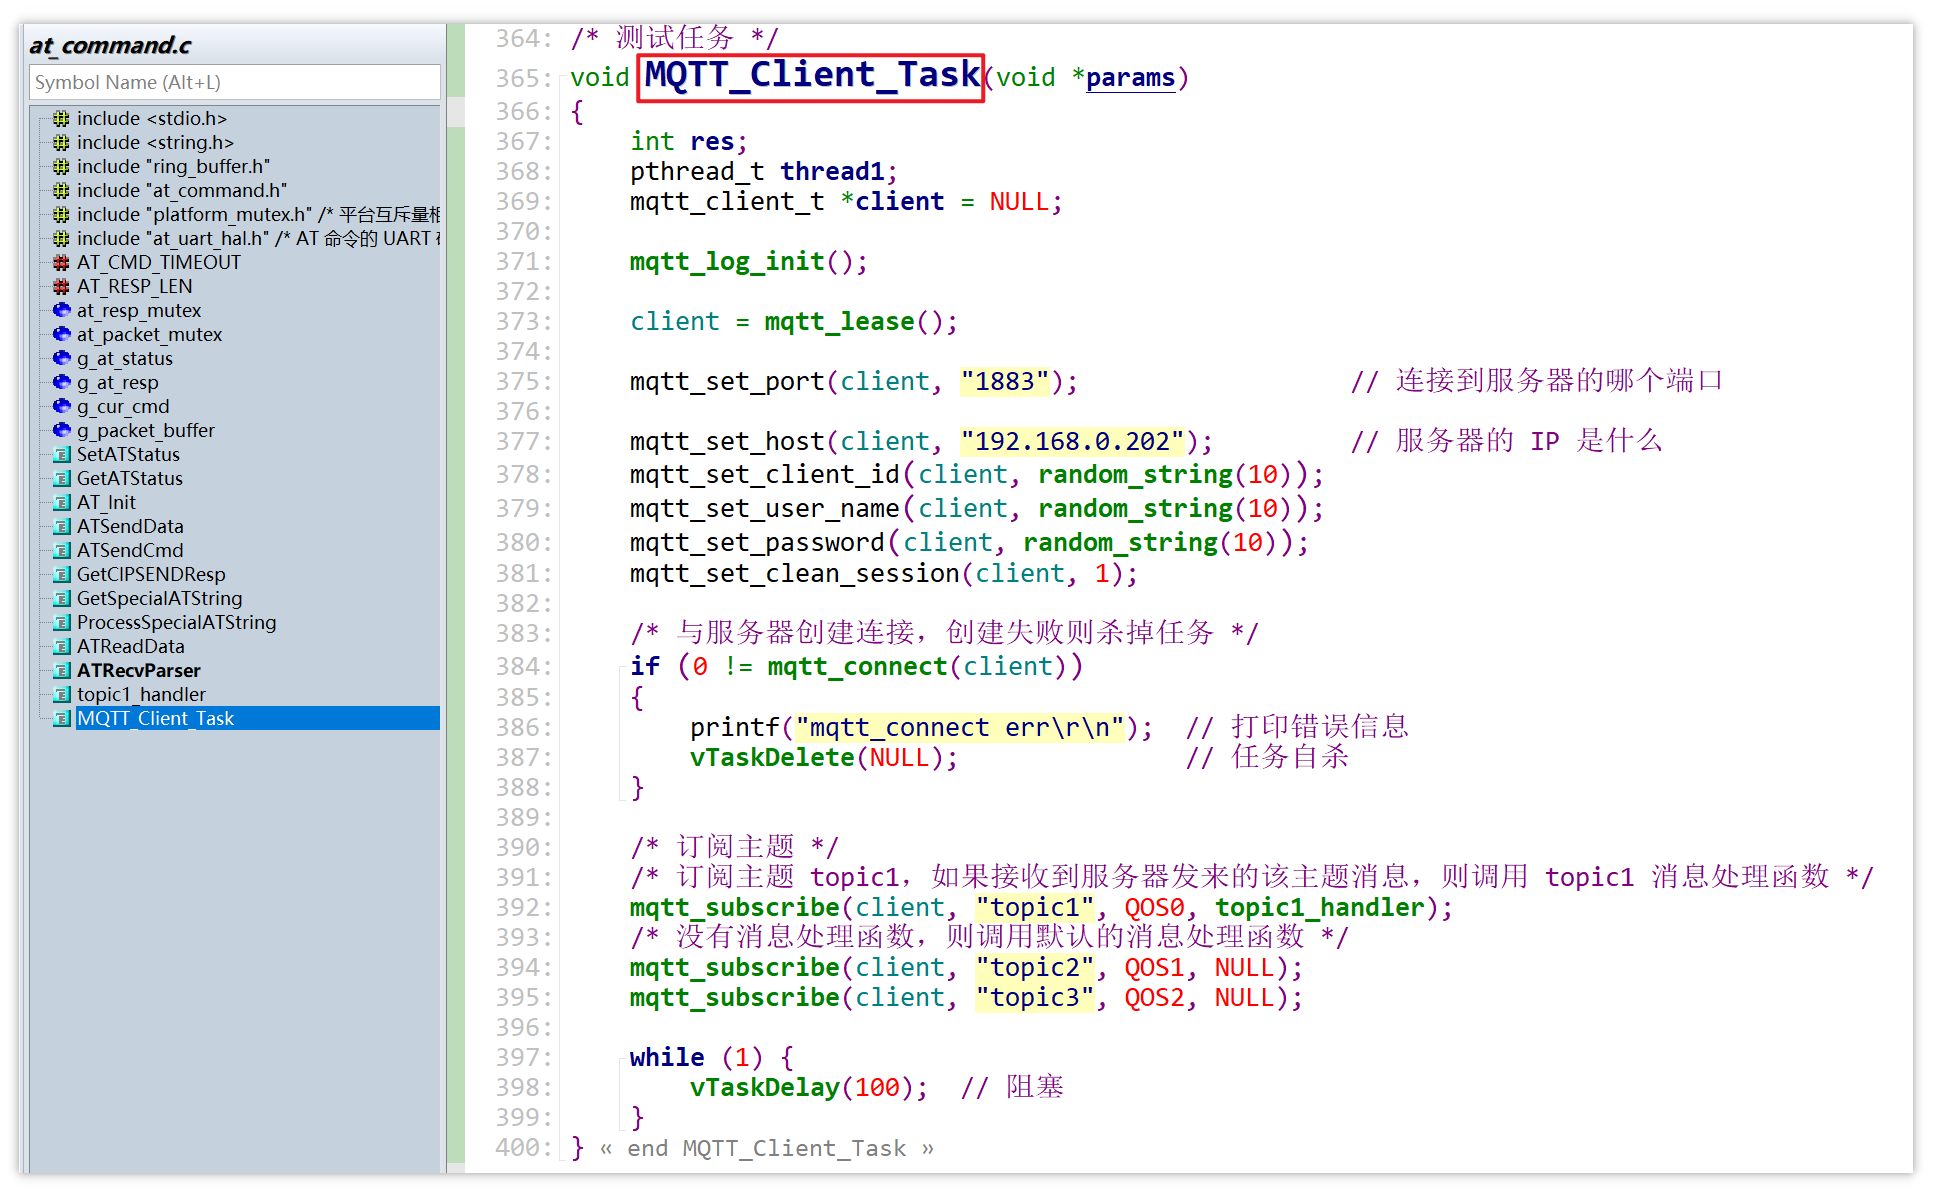 at_command.c
Symbol Name (Alt+L)
include <stdio.h>
include <string.h>
include "ring_buffer.h"
include "at_command.h"
include "platform_mutex.h" /* 平台互斥量相
include "at_uart_hal.h" /* AT 命令的 UART
AT_CMD_TIMEOUT
AT_RESP_LEN
at_resp_mutex
at_packet_mutex
g_at_status
g_at_resp
g_cur_cmd
g_packet_buffer
SetATStatus
GetATStatus
AT_Init
ATSendData
ATSendCmd
GetCIPSENDResp
GetSpecialATString
ProcessSpecialATString
ATReadData
ATRecvParser
topic1_handler
MQTT_Client_Task
364: /* 测试任务 */
365: void MQTT_Client_Task(void *params)
366: {
367:     int res;
368:     pthread_t thread1;
369:     mqtt_client_t *client = NULL;
370:
371:     mqtt_log_init();
372:
373:     client = mqtt_lease();
374:
375:     mqtt_set_port(client, "1883");                  // 连接到服务器的哪个端口
376:
377:     mqtt_set_host(client, "192.168.0.202");         // 服务器的 IP 是什么
378:     mqtt_set_client_id(client, random_string(10));
379:     mqtt_set_user_name(client, random_string(10));
380:     mqtt_set_password(client, random_string(10));
381:     mqtt_set_clean_session(client, 1);
382:
383:     /* 与服务器创建连接，创建失败则杀掉任务 */
384:     if (0 != mqtt_connect(client))
385:     {
386:         printf("mqtt_connect err\r\n");  // 打印错误信息
387:         vTaskDelete(NULL);               // 任务自杀
388:     }
389:
390:     /* 订阅主题 */
391:     /* 订阅主题 topic1，如果接收到服务器发来的该主题消息，则调用 topic1 消息处理函数 */
392:     mqtt_subscribe(client, "topic1", QOS0, topic1_handler);
393:     /* 没有消息处理函数，则调用默认的消息处理函数 */
394:     mqtt_subscribe(client, "topic2", QOS1, NULL);
395:     mqtt_subscribe(client, "topic3", QOS2, NULL);
396:
397:     while (1) {
398:         vTaskDelay(100);  // 阻塞
399:     }
400: } « end MQTT_Client_Task »